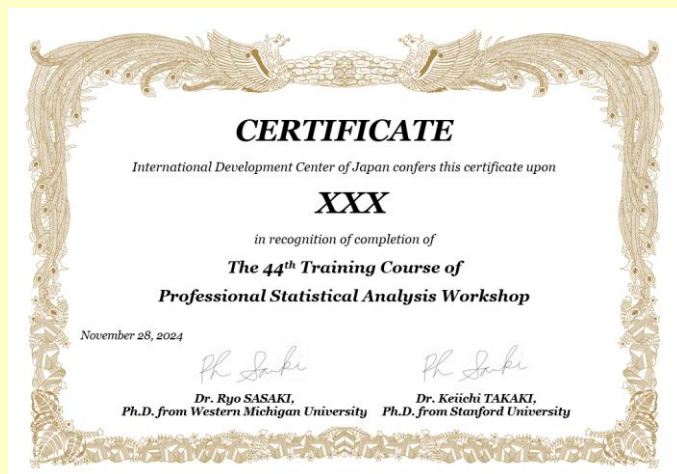 CERTIFICATE
International Development Center of Japan confers this certificate upon
XXX
in recognition of completion of
The 44th Training Course of
Professional Statistical Analysis Workshop
November 28, 2024
Dr. Ryo SASAKI,
Ph.D. from Western Michigan University
Dr. Keiichi TAKAKI,
Ph.D. from Stanford University